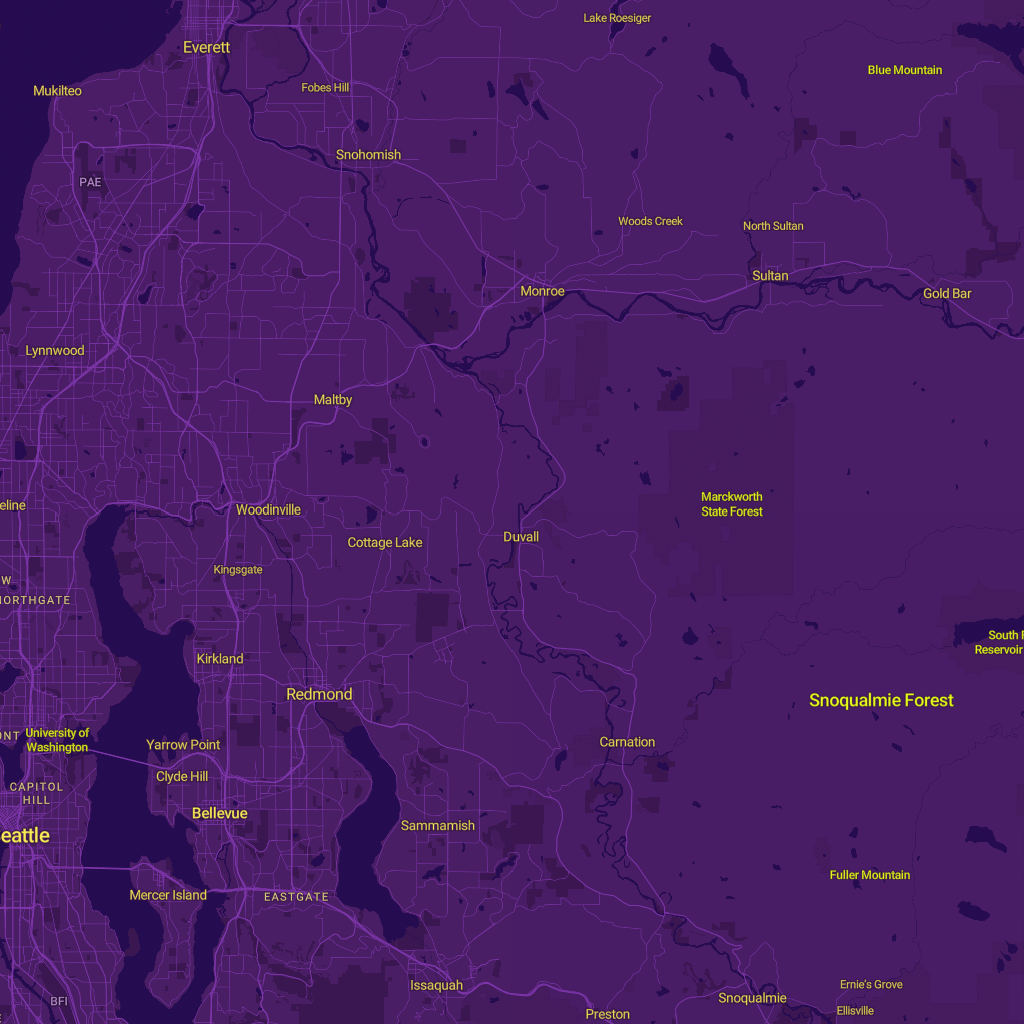 Lake Roesiger
Everett
Blue Mountain
Fobes Hill
Mukilteo
Snohomish
PAE
Woods Creek
North Sultan
Sultan
Monroe
Gold Bar
Lynnwood
Maltby
Marckworth
State Forest
eline
Woodinville
Duvall
Cottage Lake
Kingsgate
W
ORTHGATE
South F
Reservoir
Kirkland
Redmond
Snoqualmie Forest
ONT
University of
Washington
Yarrow Point
Carnation
Clyde Hill
CAPITOL
HILL
Bellevue
Sammamish
eattle
Fuller Mountain
Mercer Island
EASTGATE
Issaquah
Ernie's Grove
BFI
Snoqualmie
Ellisville
Preston